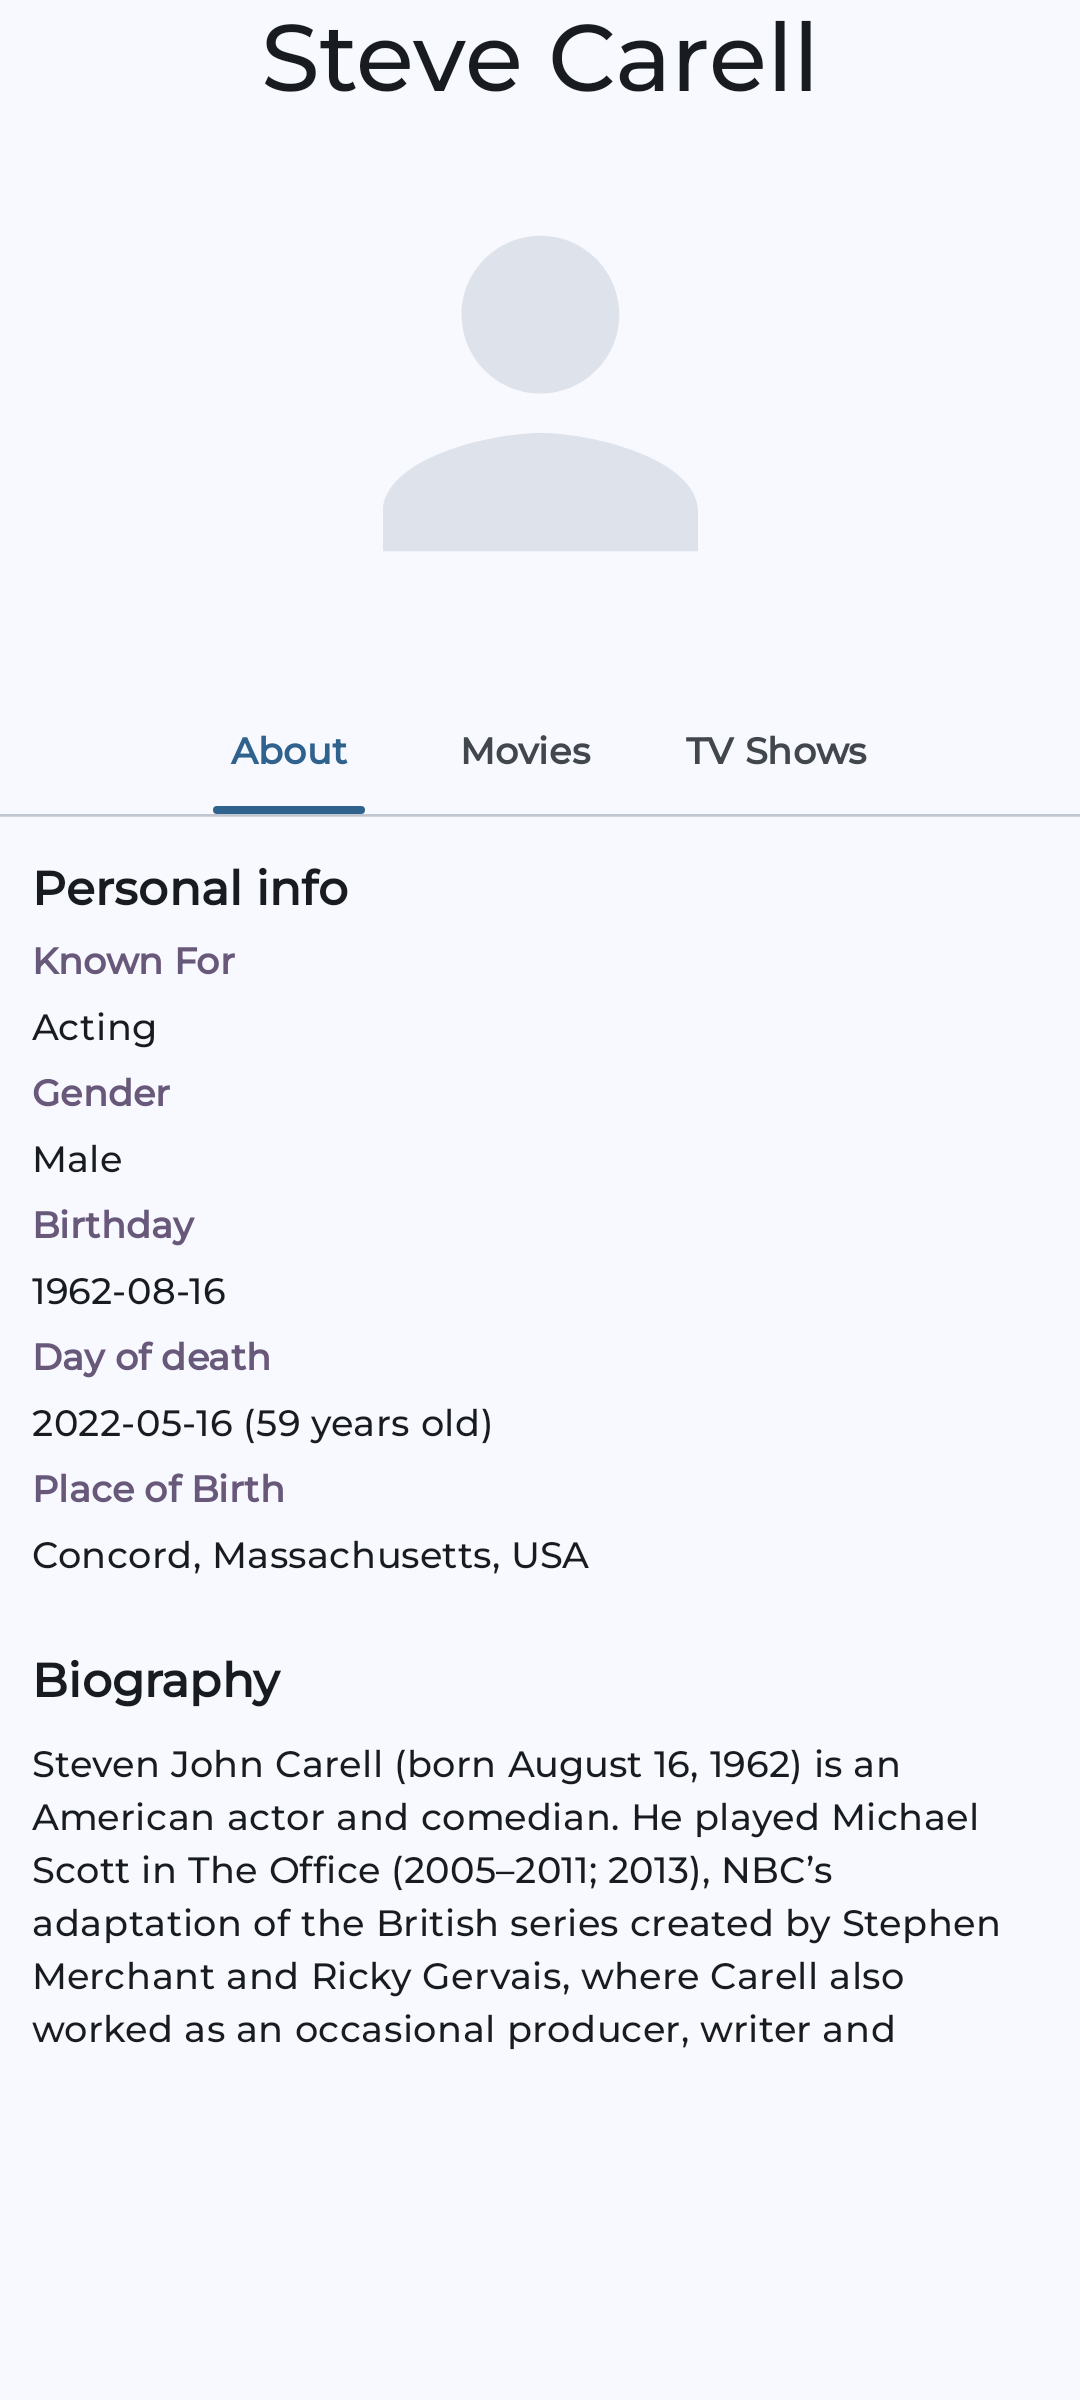 Steve Carell
About
Movies
TV Shows
Personal info
Known For
Acting
Gender
Male
Birthday
1962-08-16
Day of death
2022-05-16 (59 years old)
Place of Birth
Concord, Massachusetts, USA
Biography
Steven John Carell (born August 16, 1962) is an
American actor and comedian. He played Michael
Scott in The Office (2005–2011; 2013), NBC’s
adaptation of the British series created by Stephen
Merchant and Ricky Gervais, where Carell also
worked as an occasional producer, writer and